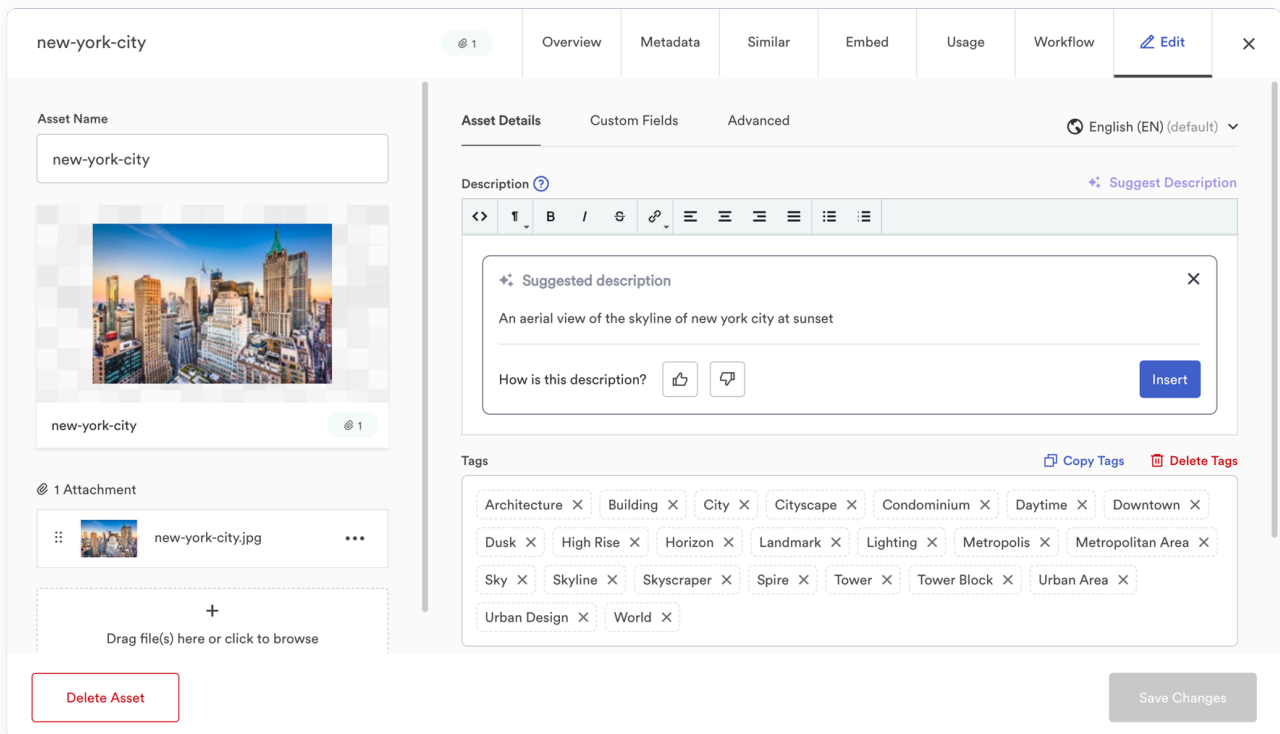 new-york-city
1
Overview
Metadata
Similar
Embed
Usage
Workflow
Edit
Asset Name
new-york-city
new-york-city
1
1 Attachment
new-york-city.jpg
Drag file(s) here or click to browse
Delete Asset
Asset Details
Custom Fields
Advanced
English (EN) (default)
Description
Suggest Description
B I S
Suggested description
An aerial view of the skyline of new york city at sunset
How is this description?
Insert
Tags
Copy Tags
Delete Tags
Architecture
Building
City
Cityscape
Condominium
Daytime
Downtown
Dusk
High Rise
Horizon
Landmark
Lighting
Metropolis
Metropolitan Area
Sky
Skyline
Skyscraper
Spire
Tower
Tower Block
Urban Area
Urban Design
World
Save Changes